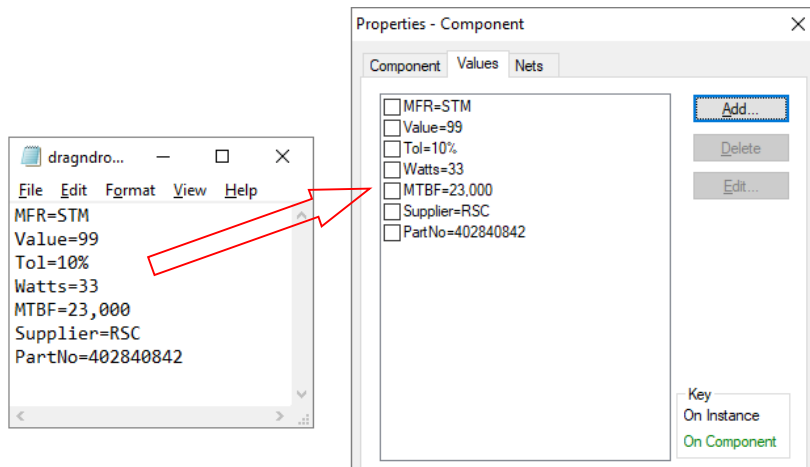 dragndro...
File Edit Format View Help
MFR=STM
Value=99
Tol=10%
Watts=33
MTBF=23,000
Supplier=RSC
PartNo=402840842
Properties - Component
Component Values Nets
MFR=STM
Value=99
Tol=10%
Watts=33
MTBF=23,000
Supplier=RSC
PartNo=402840842
Add...
Delete
Edit...
Key
On Instance
On Component